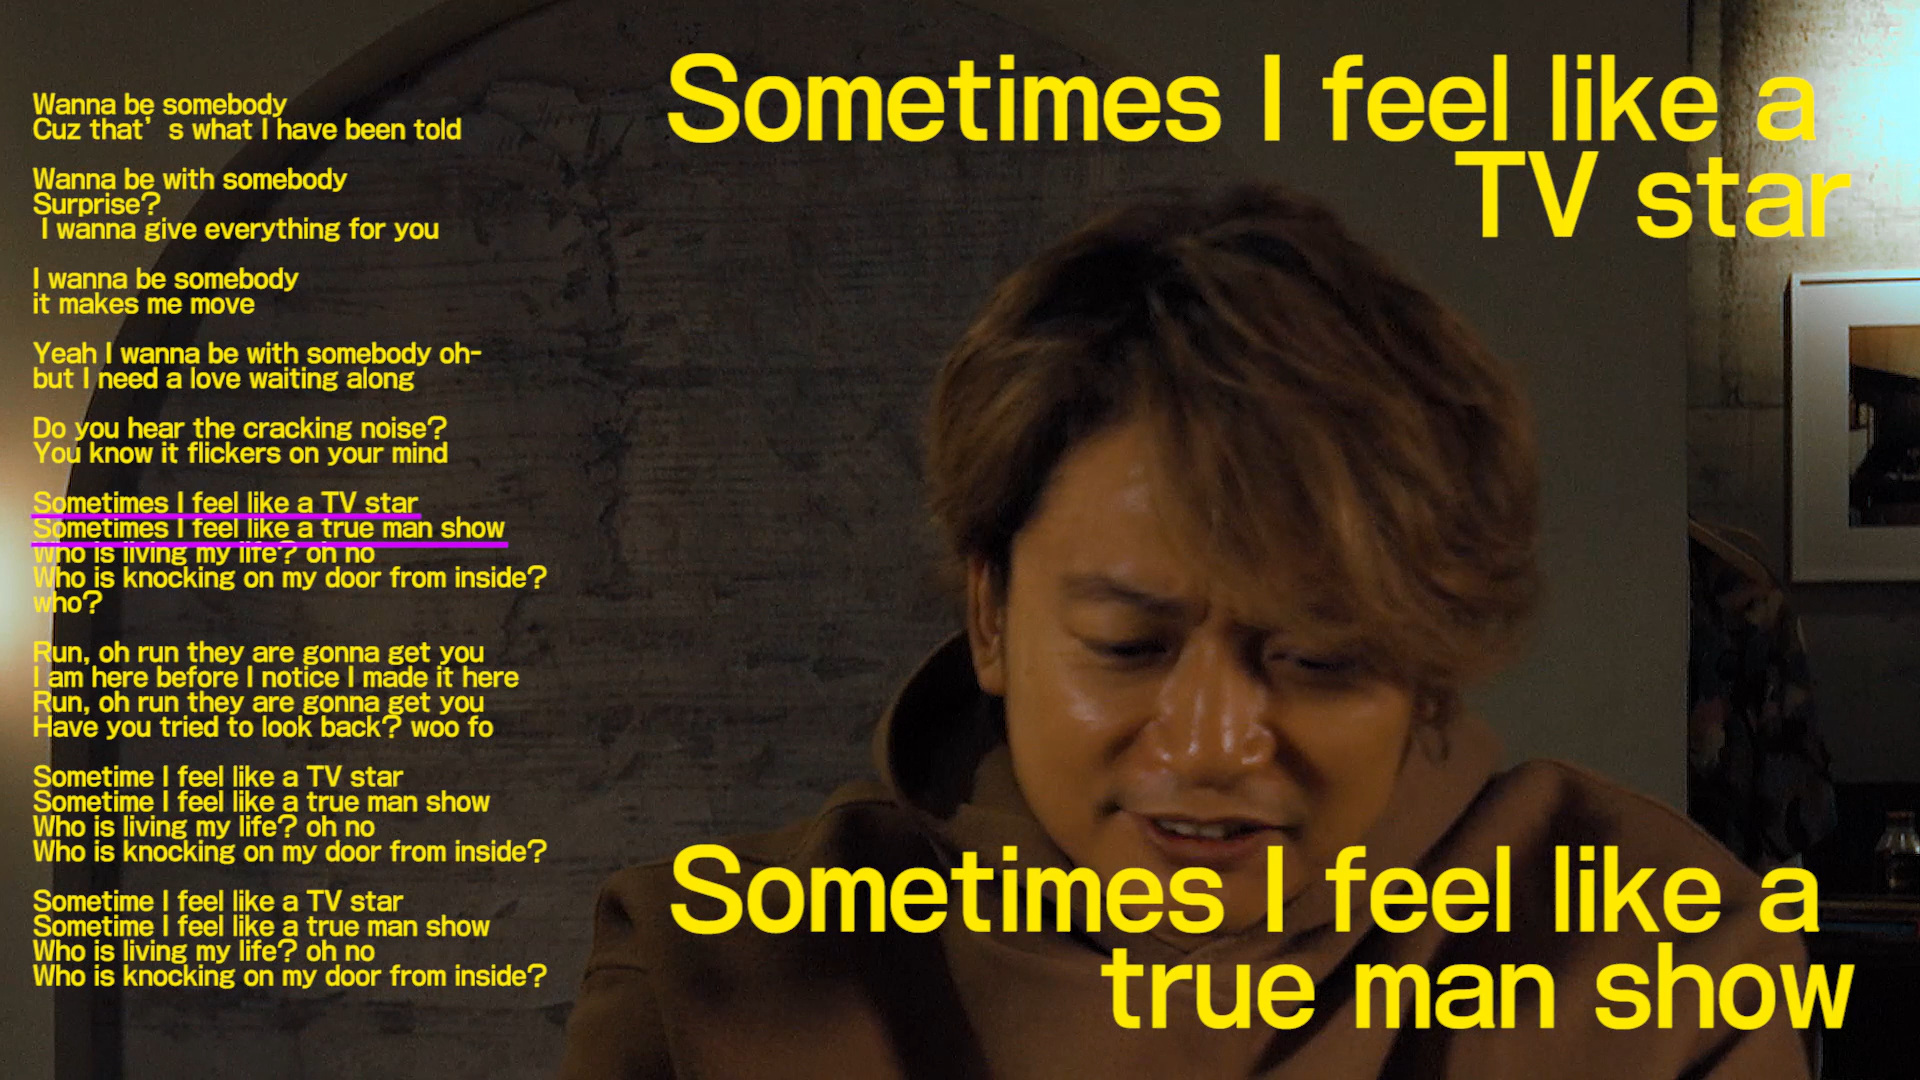 Wanna be somebody
Cuz that’s what I have been told
Wanna be with somebody
Surprise?
I wanna give everything for you
I wanna be somebody
it makes me move
Yeah I wanna be with somebody oh-
but I need a love waiting along
Do you hear the cracking noise?
You know it flickers on your mind
Sometimes I feel like a TV star
Sometimes I feel like a true man show
Who is living my life? oh no
Who is knocking on my door from inside?
who?
Run, oh run they are gonna get you
I am here before I notice I made it here
Run, oh run they are gonna get you
Have you tried to look back? woo fo
Sometime I feel like a TV star
Sometime I feel like a true man show
Who is living my life? oh no
Who is knocking on my door from inside?
Sometime I feel like a TV star
Sometime I feel like a true man show
Who is living my life? oh no
Who is knocking on my door from inside?
Sometimes I feel like a
TV star
Sometimes I feel like a
true man show